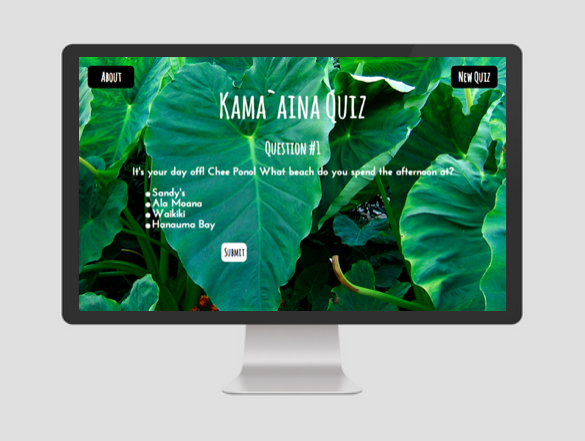 About
New Quiz
Kama`aina Quiz
Question #1
It's your day off! Chee Pono! What beach do you spend the afternoon at?
Sandy's
Ala Moana
Waikiki
Hanauma Bay
Submit